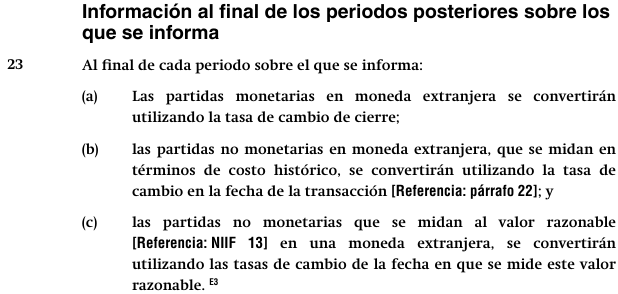 Información al final de los periodos posteriores sobre los
que se informa
23 Al final de cada periodo sobre el que se informa:
(a) Las partidas monetarias en moneda extranjera se convertirán
utilizando la tasa de cambio de cierre;
(b) las partidas no monetarias en moneda extranjera, que se midan en
términos de costo histórico, se convertirán utilizando la tasa de
cambio en la fecha de la transacción [Referencia: párrafo 22]; y
(c) las partidas no monetarias que se midan al valor razonable
[Referencia: NIIF 13] en una moneda extranjera, se convertirán
utilizando las tasas de cambio de la fecha en que se mide este valor
razonable. E3